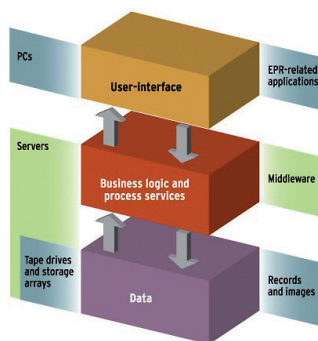 PCs
User-interface
EPR-related
applications
Servers
Business logic and
process services
Middleware
Tape drives
and storage
arrays
Data
Records
and images